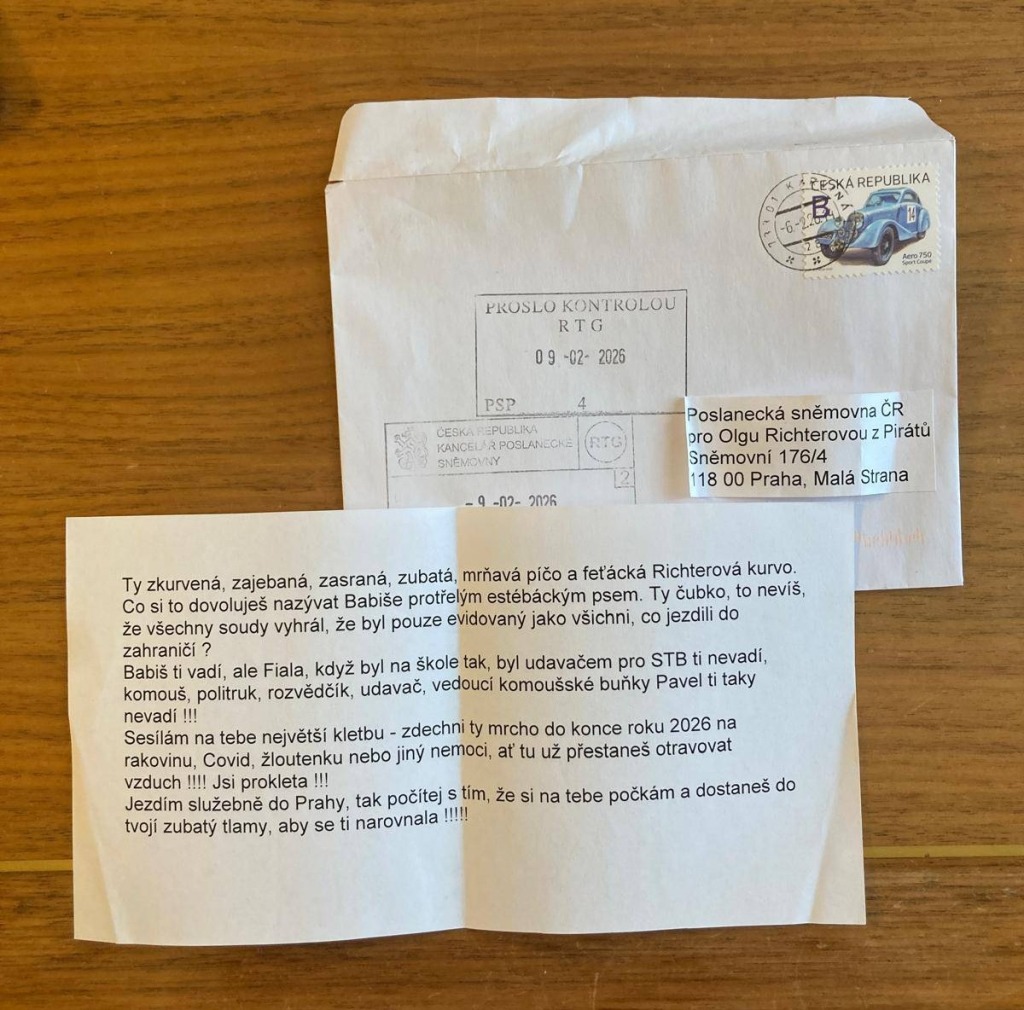 ČESKÁ REPUBLIKA
B
14
Aero 750
Sport Coupe
PROŠLO KONTROLOU
RTG
09 -02- 2026
PSP 4
ČESKÁ REPUBLIKA
KANCELÁŘ POSLANECKÉ
SNĚMOVNY
RTG
2
- 9 -02- 2026
Poslanecká sněmovna ČR
pro Olgu Richterovou z Pirátů
Sněmovní 176/4
118 00 Praha, Malá Strana
Ty zkurvená, zajebaná, zasraná, zubatá, mrňavá píčo a feťácká Richterová kurvo.
Co si to dovoluješ nazývat Babiše protřelým estébáckým psem. Ty čubko, to nevíš,
že všechny soudy vyhrál, že byl pouze evidovaný jako všichni, co jezdili do
zahraničí ?
Babiš ti vadí, ale Fiala, když byl na škole tak, byl udavačem pro STB ti nevadí,
komouš, politruk, rozvědčík, udavač, vedoucí komoušské buňky Pavel ti taky
nevadí !!!
Sesílám na tebe největší kletbu - zdechni ty mrcho do konce roku 2026 na
rakovinu, Covid, žloutenku nebo jiný nemoci, ať tu už přestaneš otravovat
vzduch !!!! Jsi prokleta !!!
Jezdím služebně do Prahy, tak počítej s tím, že si na tebe počkám a dostaneš do
tvojí zubatý tlamy, aby se ti narovnala !!!!!